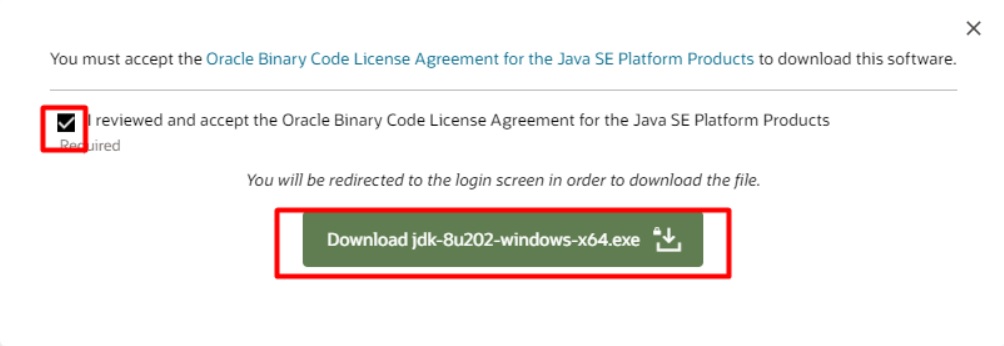 You must accept the Oracle Binary Code License Agreement for the Java SE Platform Products to download this software.
I reviewed and accept the Oracle Binary Code License Agreement for the Java SE Platform Products
Required
You will be redirected to the login screen in order to download the file.
Download jdk-8u202-windows-x64.exe